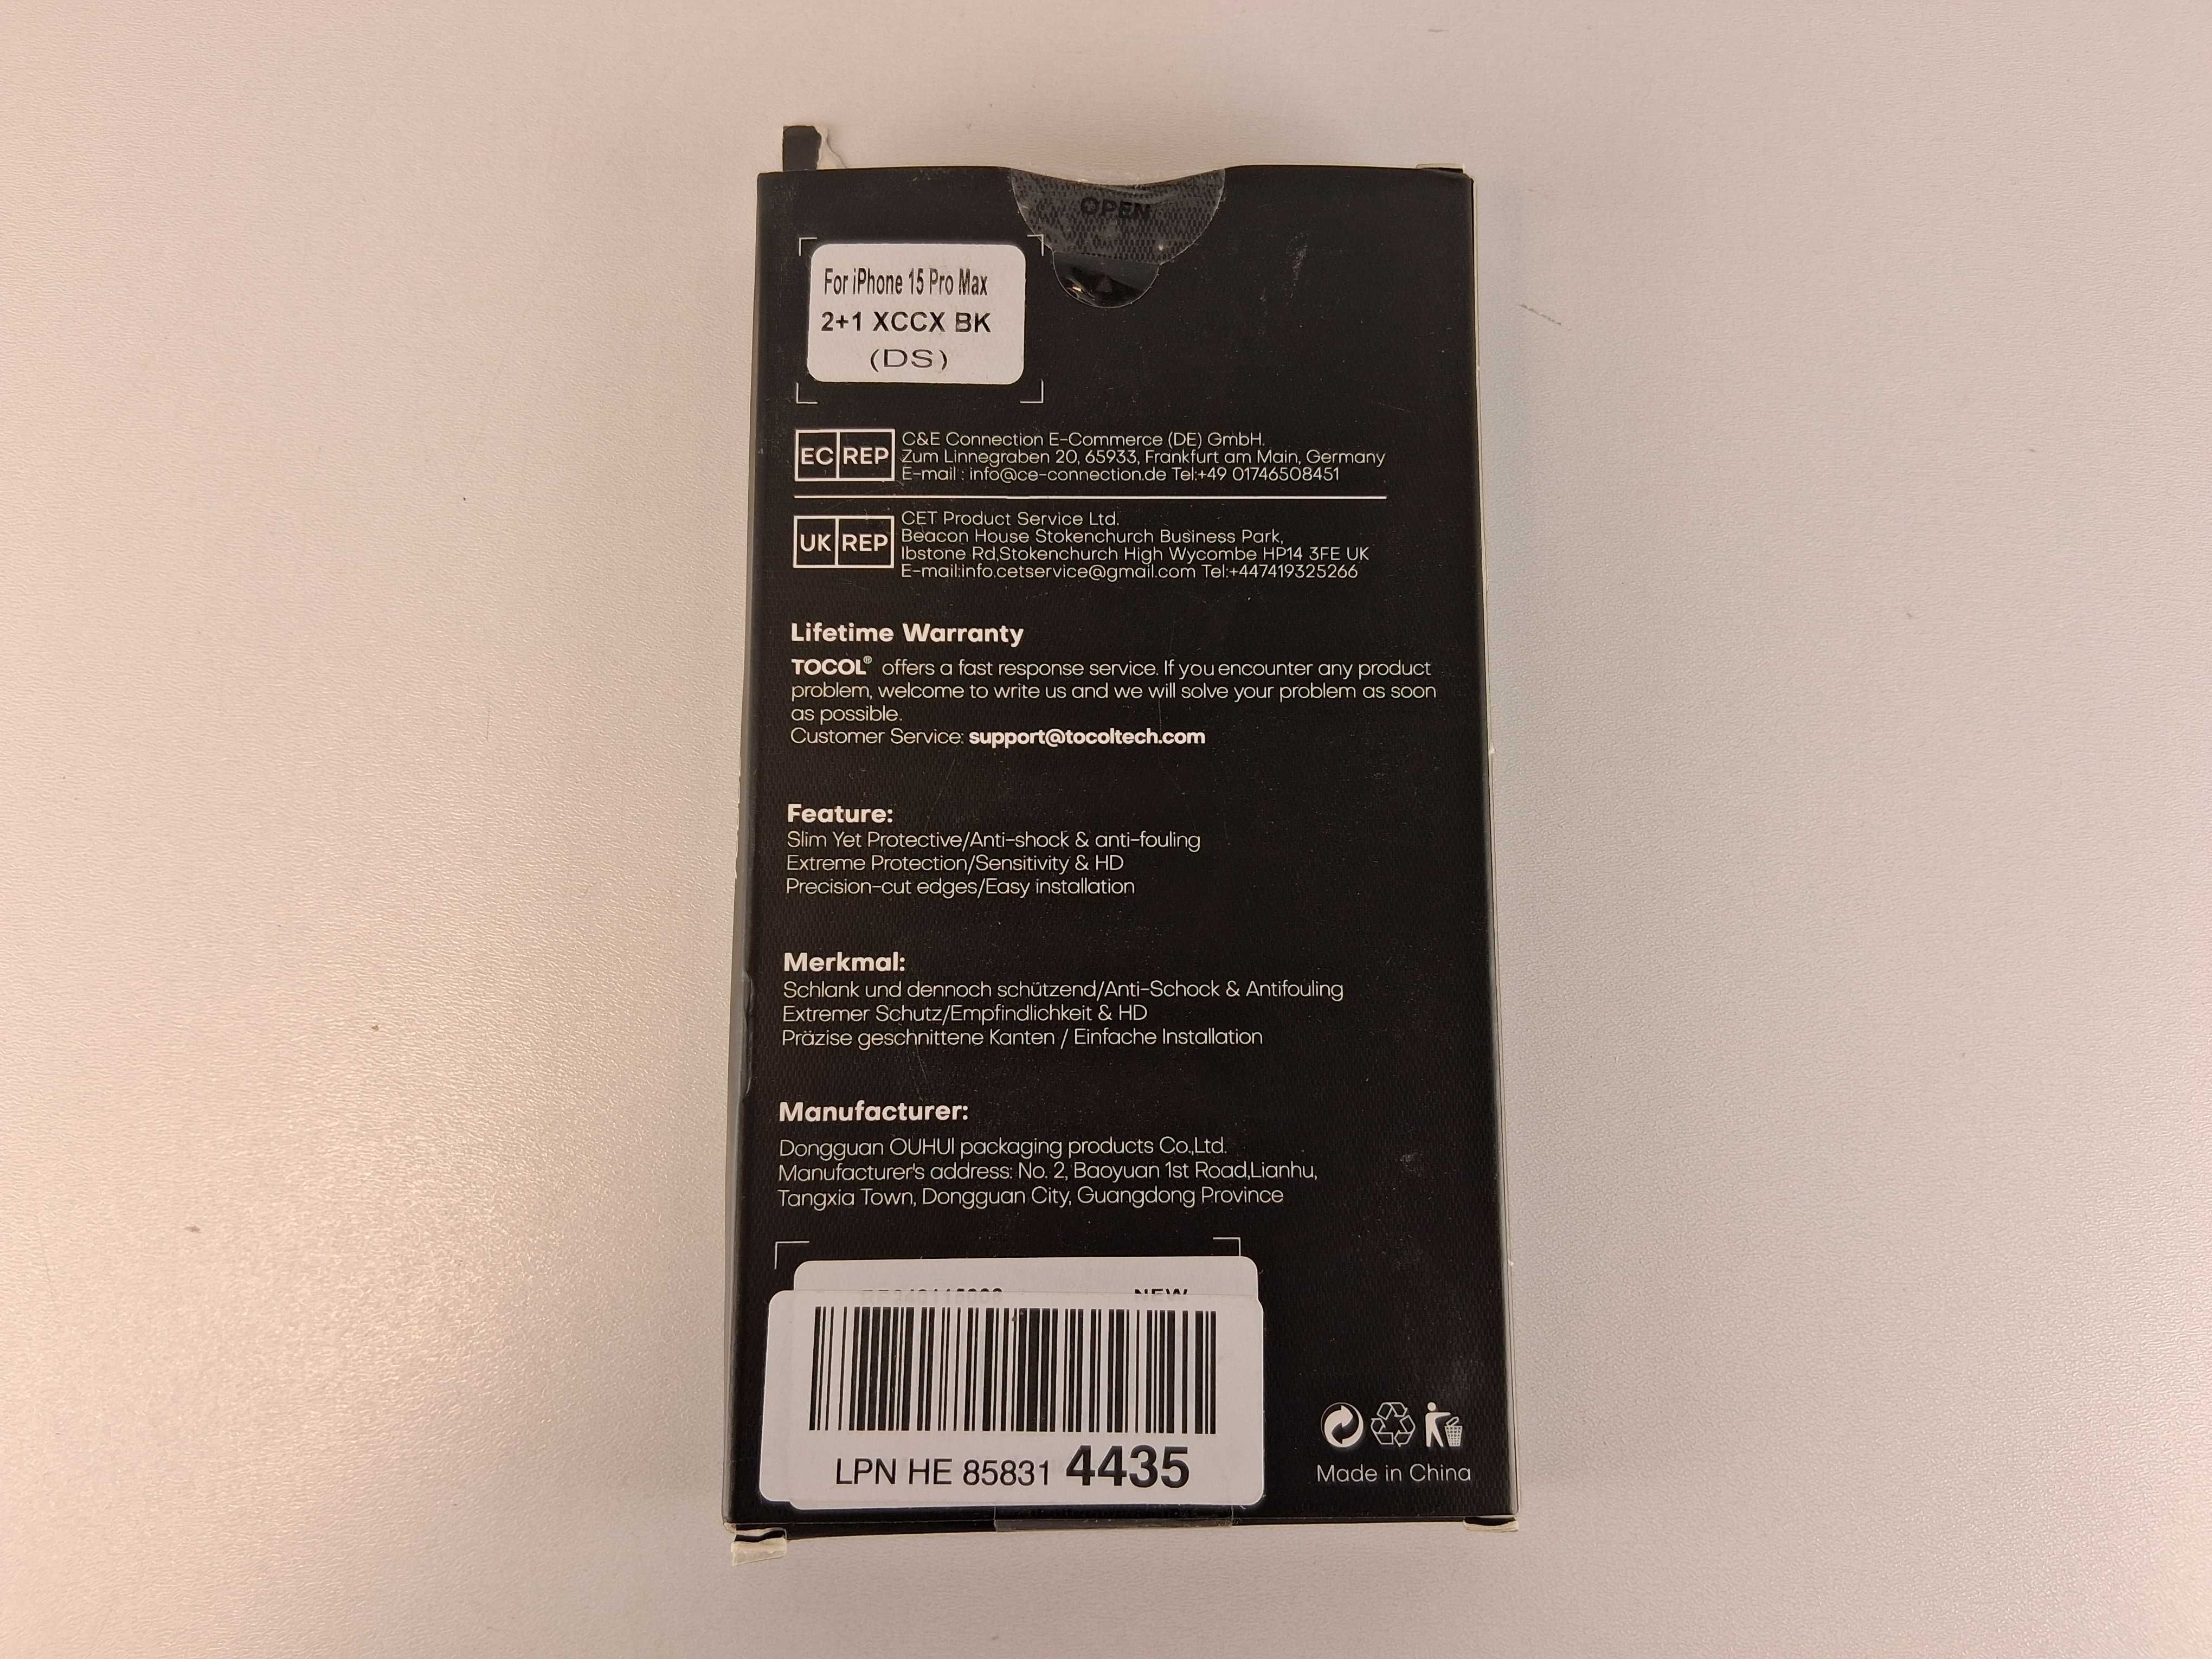 OPEN
For iPhone 15 Pro Max
2+1 XCCX BK
(DS)
EC REP
C&E Connection E-Commerce (DE) GmbH.
Zum Linnegraben 20, 65933, Frankfurt am Main, Germany
E-mail : info@ce-connection.de Tel:+49 01746508451
UK REP
CET Product Service Ltd.
Beacon House Stokenchurch Business Park,
Ibstone Rd,Stokenchurch High Wycombe HP14 3FE UK
E-mail:info.cetservice@gmail.com Tel:+447419325266
Lifetime Warranty
TOCOL® offers a fast response service. If you encounter any product
problem, welcome to write us and we will solve your problem as soon
as possible.
Customer Service: support@tocoltech.com
Feature:
Slim Yet Protective/Anti-shock & anti-fouling
Extreme Protection/Sensitivity & HD
Precision-cut edges/Easy installation
Merkmal:
Schlank und dennoch schützend/Anti-Schock & Antifouling
Extremer Schutz/Empfindlichkeit & HD
Präzise geschnittene Kanten / Einfache Installation
Manufacturer:
Dongguan OUHUI packaging products Co.,Ltd.
Manufacturer's address: No. 2, Baoyuan 1st Road,Lianhu,
Tangxia Town, Dongguan City, Guangdong Province
NEW
LPN HE 85831 4435
Made in China